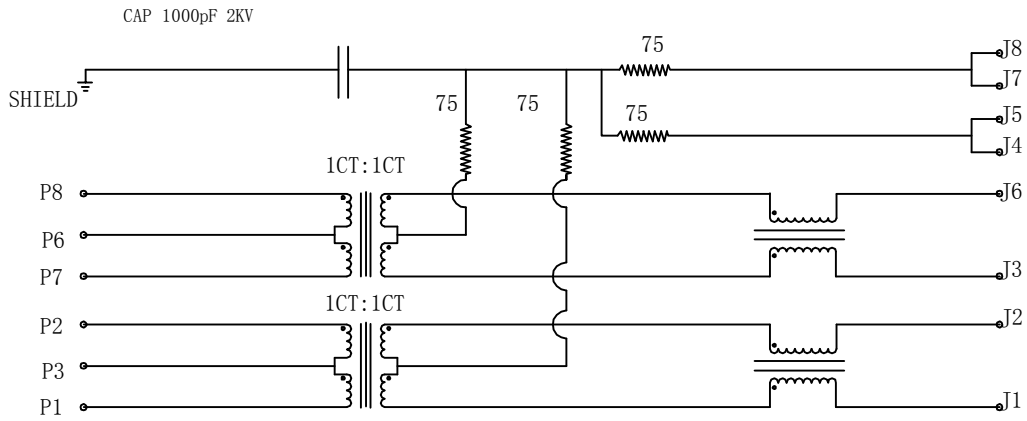 CAP 1000pF 2KV
75
J8
J7
SHIELD
75
75
75
J5
J4
1CT:1CT
P8
J6
P6
P7
J3
1CT:1CT
P2
J2
P3
P1
J1